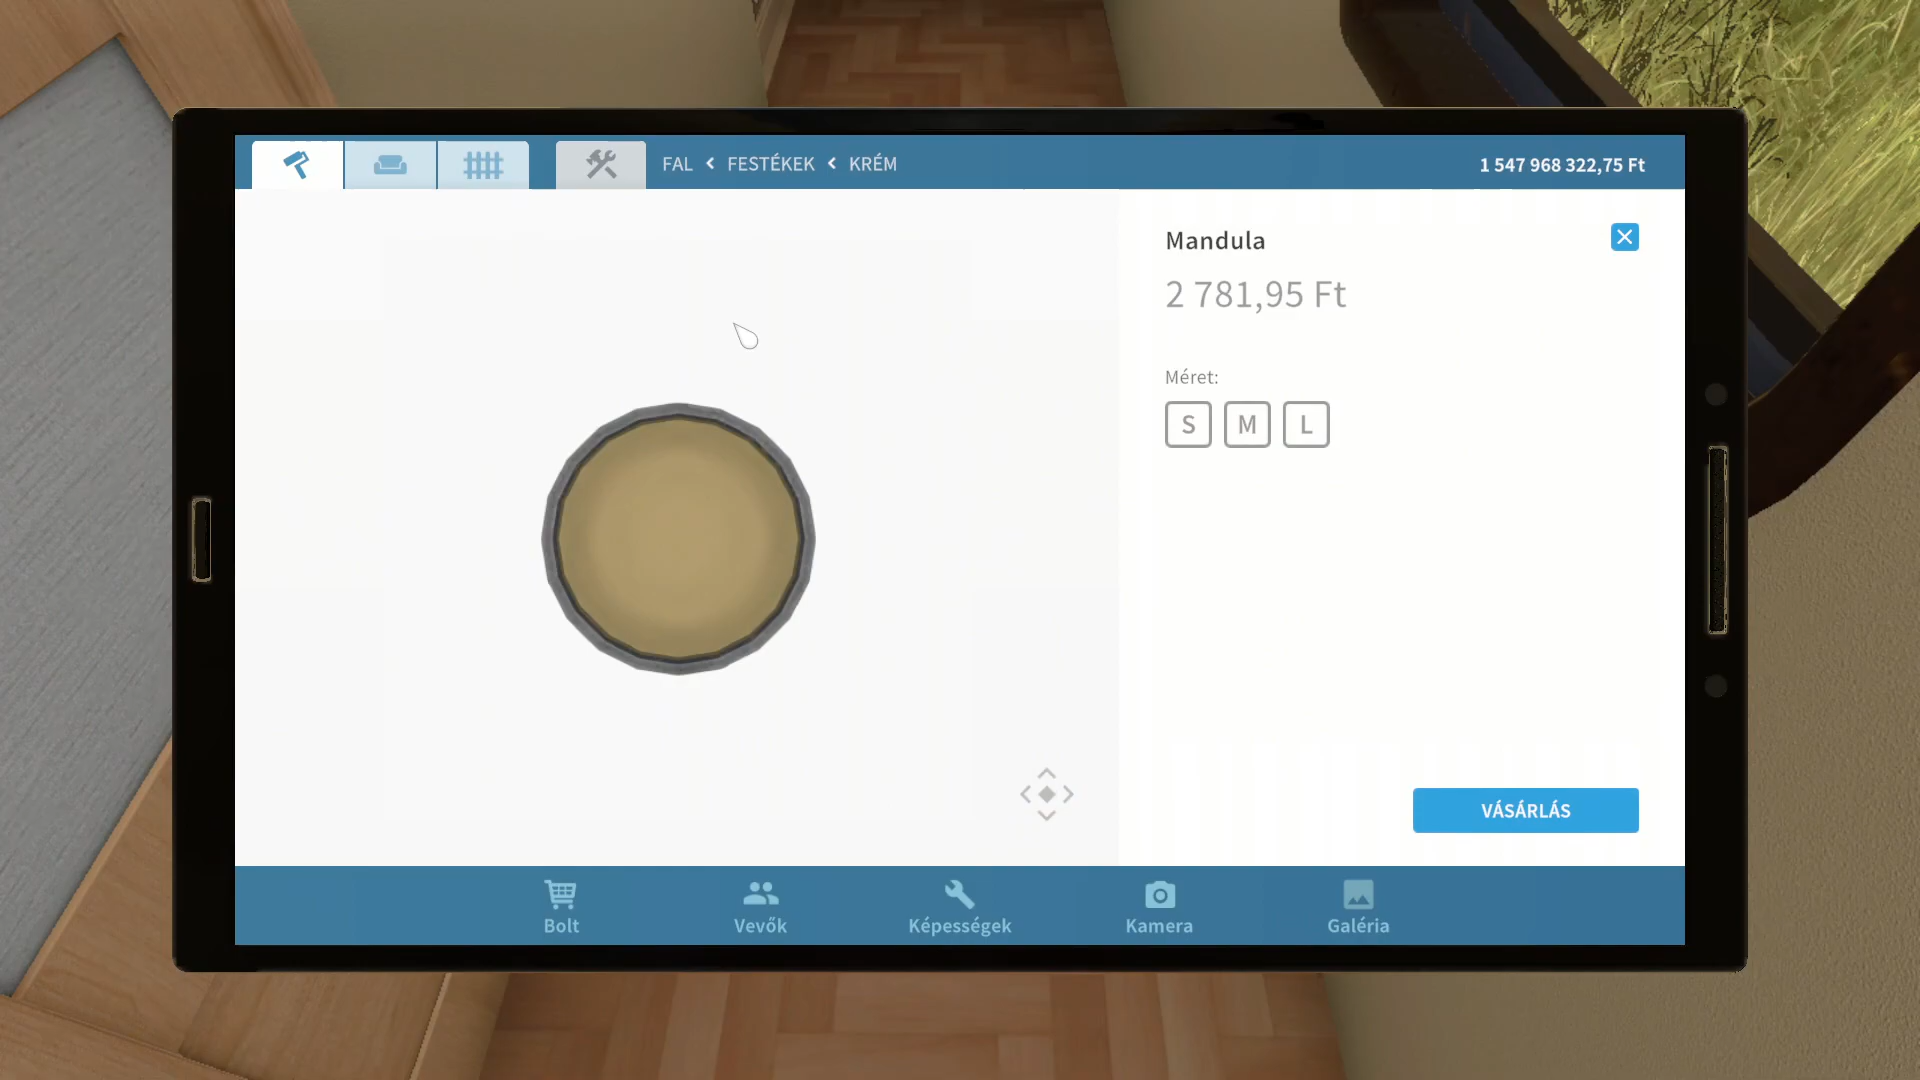 FAL < FESTÉKEK < KRÉM
1 547 968 322,75 Ft
Mandula
2 781,95 Ft
Méret:
S M L
VÁSÁRLÁS
Bolt Vevők Képességek Kamera Galéria